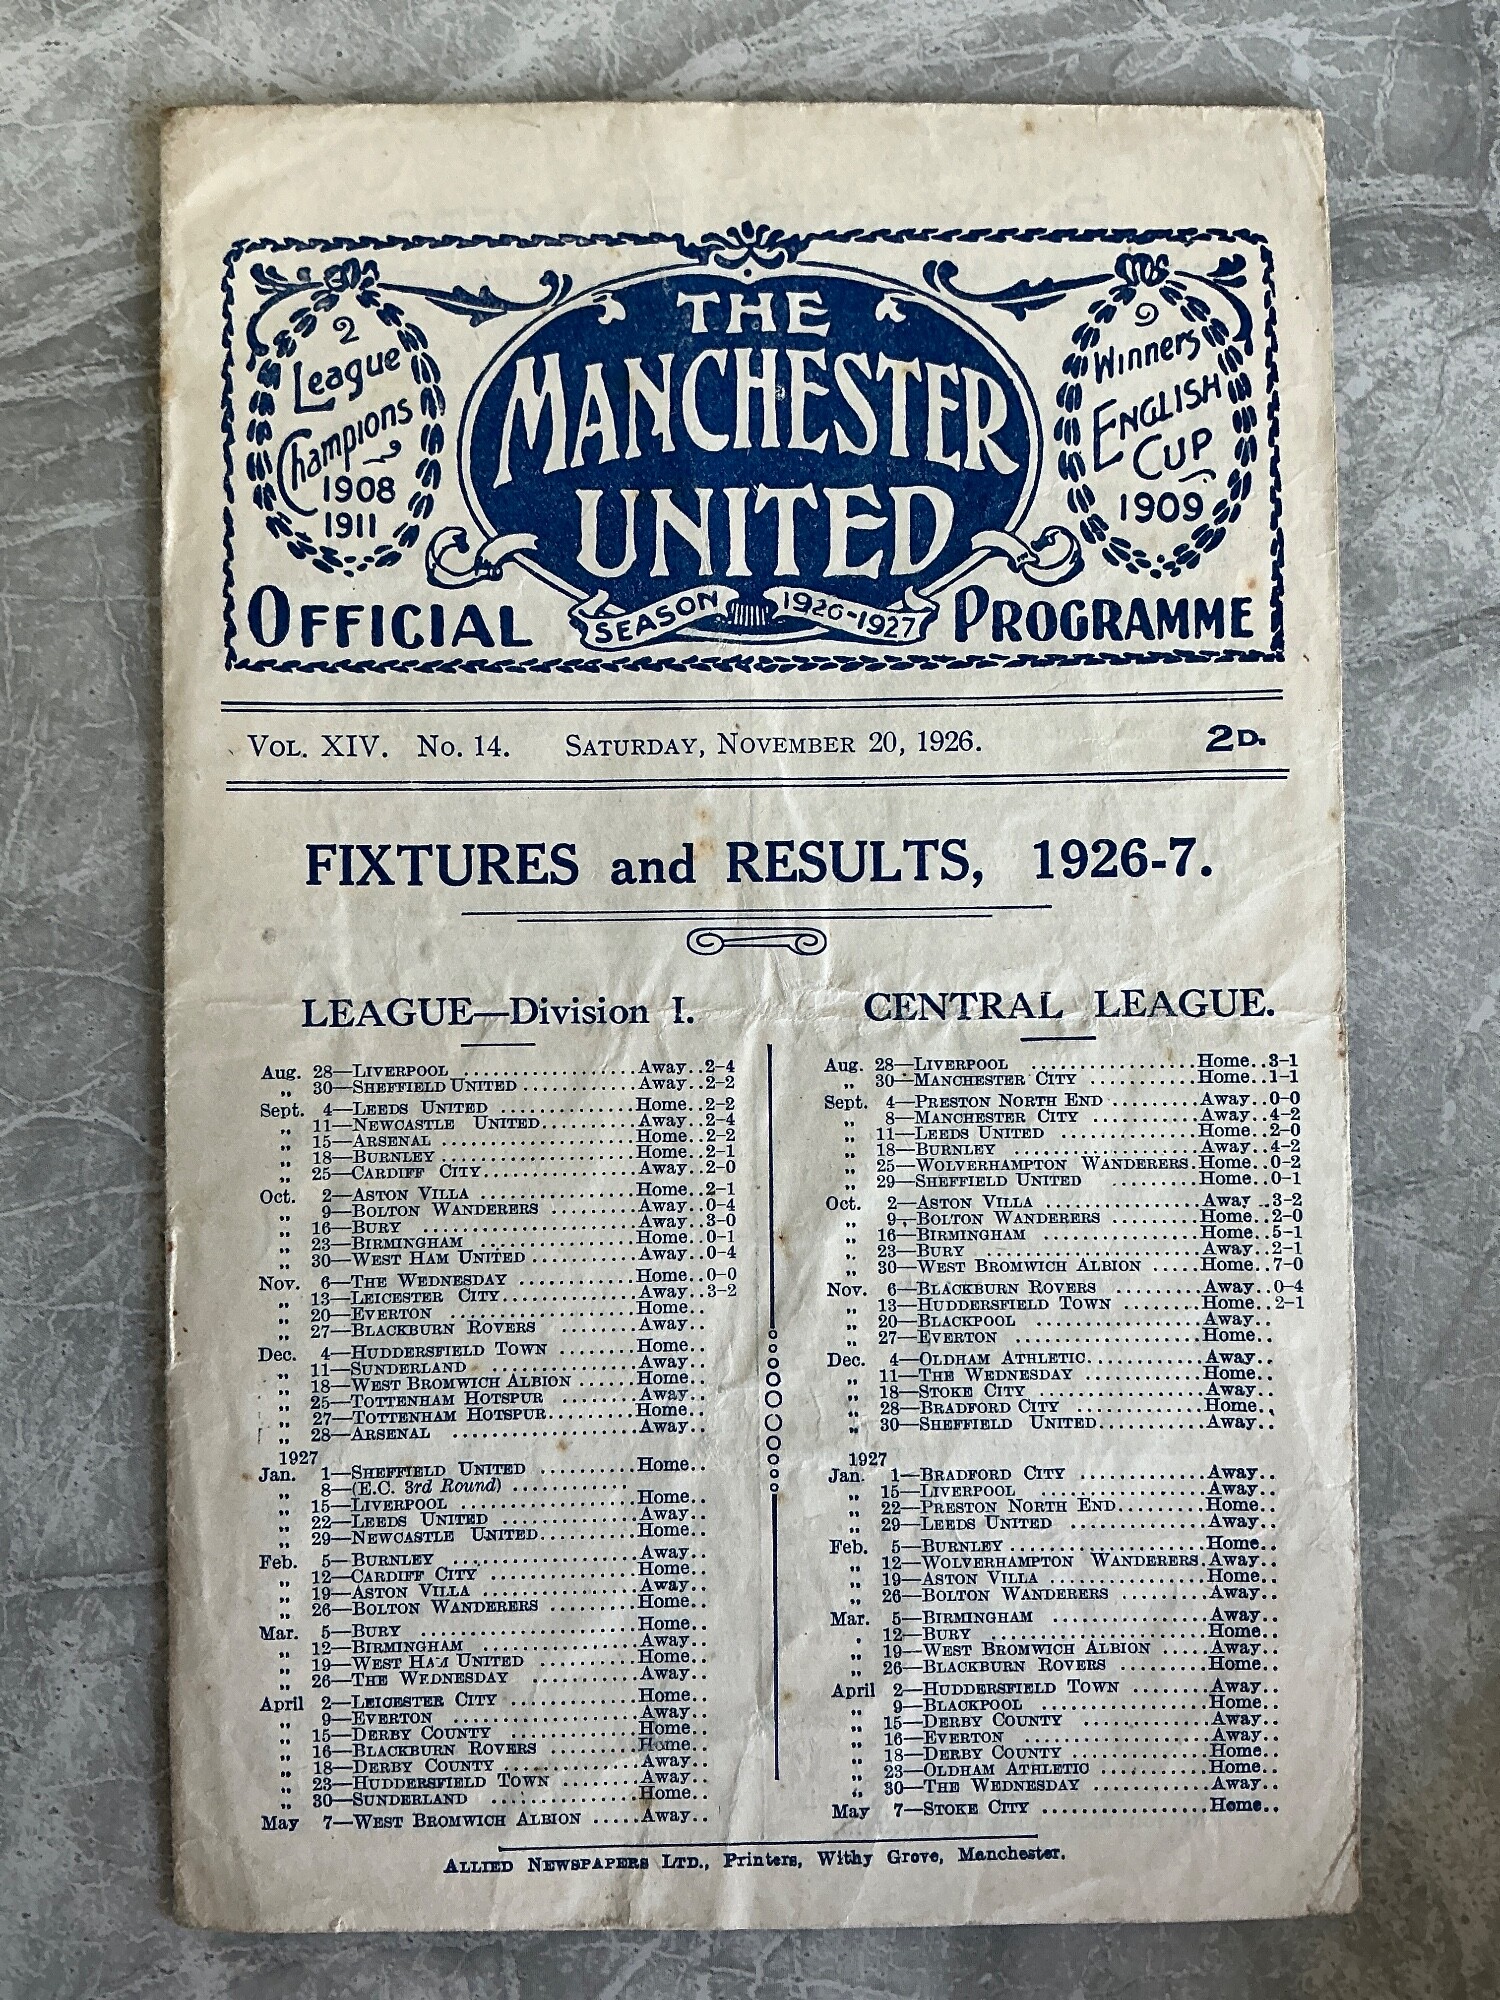 THE
MANCHESTER
UNITED
2
League
Champions
1908
1911
9
Winners
ENGLISH
CUP
1909
OFFICIAL
SEASON 1926-1927
PROGRAMME
VOL. XIV. No. 14. SATURDAY, NOVEMBER 20, 1926. 2D.
FIXTURES and RESULTS, 1926-7.
LEAGUE—Division I.
Aug. 28—LIVERPOOL ................Away..2-4
„ 30—SHEFFIELD UNITED ............Away..2-2
Sept. 4—LEEDS UNITED ..............Home..2-2
„ 11—NEWCASTLE UNITED..........Away..2-4
„ 15—ARSENAL ....................Home..2-2
„ 18—BURNLEY ....................Home..2-1
„ 25—CARDIFF CITY................Away..2-0
Oct. 2—ASTON VILLA ................Home..2-1
„ 9—BOLTON WANDERERS .........Away..0-4
„ 16—BURY ......................Away..3-0
„ 23—BIRMINGHAM ................Home..0-1
„ 30—WEST HAM UNITED ............Away..0-4
Nov. 6—THE WEDNESDAY ............Home..0-0
„ 13—LEICESTER CITY..............Away..3-2
„ 20—EVERTON ....................Home..
„ 27—BLACKBURN ROVERS ........Away..
Dec. 4—HUDDERSFIELD TOWN ........Home..
„ 11—SUNDERLAND ................Away..
„ 18—WEST BROMWICH ALBION ......Home..
„ 25—TOTTENHAM HOTSPUR ........Away..
„ 27—TOTTENHAM HOTSPUR.........Home..
„ 28—ARSENAL ..................Away..
1927
Jan. 1—SHEFFIELD UNITED ..........Home..
„ 8—(E.C. 3rd Round) ............
„ 15—LIVERPOOL ..................Home..
„ 22—LEEDS UNITED ..............Away..
„ 29—NEWCASTLE UNITED..........Home..
Feb. 5—BURNLEY ....................Away..
„ 12—CARDIFF CITY ..............Home..
„ 19—ASTON VILLA ................Away..
„ 26—BOLTON WANDERERS .........Home..
Mar. 5—BURY ......................Home..
„ 12—BIRMINGHAM ................Away..
„ 19—WEST HAM UNITED ..........Home..
„ 26—THE WEDNESDAY ............Away..
April 2—LEICESTER CITY ............Home..
„ 9—EVERTON ....................Away..
„ 15—DERBY COUNTY ..............Home..
„ 16—BLACKBURN ROVERS .........Home..
„ 18—DERBY COUNTY..............Away..
„ 23—HUDDERSFIELD TOWN ........Away..
„ 30—SUNDERLAND ................Home..
May 7—WEST BROMWICH ALBION .....Away..
CENTRAL LEAGUE.
Aug. 28—LIVERPOOL ..................Home..3-1
„ 30—MANCHESTER CITY ..........Home..1-1
Sept. 4—PRESTON NORTH END .........Away..0-0
„ 8—MANCHESTER CITY ..........Away..4-2
„ 11—LEEDS UNITED ..............Home..2-0
„ 18—BURNLEY ....................Away..4-2
„ 25—WOLVERHAMPTON WANDERERS.Home..0-2
„ 29—SHEFFIELD UNITED .........Home..0-1
Oct. 2—ASTON VILLA ................Away ..3-2
„ 9—BOLTON WANDERERS .........Home..2-0
„ 16—BIRMINGHAM ................Home..5-1
„ 23—BURY ......................Away..2-1
„ 30—WEST BROMWICH ALBION .....Home..7-0
Nov. 6—BLACKBURN ROVERS .........Away..0-4
„ 13—HUDDERSFIELD TOWN ........Home..2-1
„ 20—BLACKPOOL ................Away..
„ 27—EVERTON ..................Home..
Dec. 4—OLDHAM ATHLETIC............Away..
„ 11—THE WEDNESDAY ............Home..
„ 18—STOKE CITY ................Away..
„ 28—BRADFORD CITY ............Home..
„ 30—SHEFFIELD UNITED..........Away..
1927
Jan. 1—BRADFORD CITY ............Away..
„ 15—LIVERPOOL ................Away..
„ 22—PRESTON NORTH END.........Home..
„ 29—LEEDS UNITED ............Away..
Feb. 5—BURNLEY ..................Home..
„ 12—WOLVERHAMPTON WANDERERS.Away..
„ 19—ASTON VILLA ..............Home..
„ 26—BOLTON WANDERERS ........Away..
Mar. 5—BIRMINGHAM ..............Away..
„ 12—BURY ....................Home..
„ 19—WEST BROMWICH ALBION .....Away..
„ 26—BLACKBURN ROVERS ........Home..
April 2—HUDDERSFIELD TOWN ........Away..
„ 9—BLACKPOOL ................Home..
„ 15—DERBY COUNTY ............Away..
„ 16—EVERTON ..................Away..
„ 18—DERBY COUNTY ............Home..
„ 23—OLDHAM ATHLETIC ..........Home..
„ 30—THE WEDNESDAY ............Away..
May 7—STOKE CITY ................Home..
ALLIED NEWSPAPERS LTD., Printers, Withy Grove, Manchester.